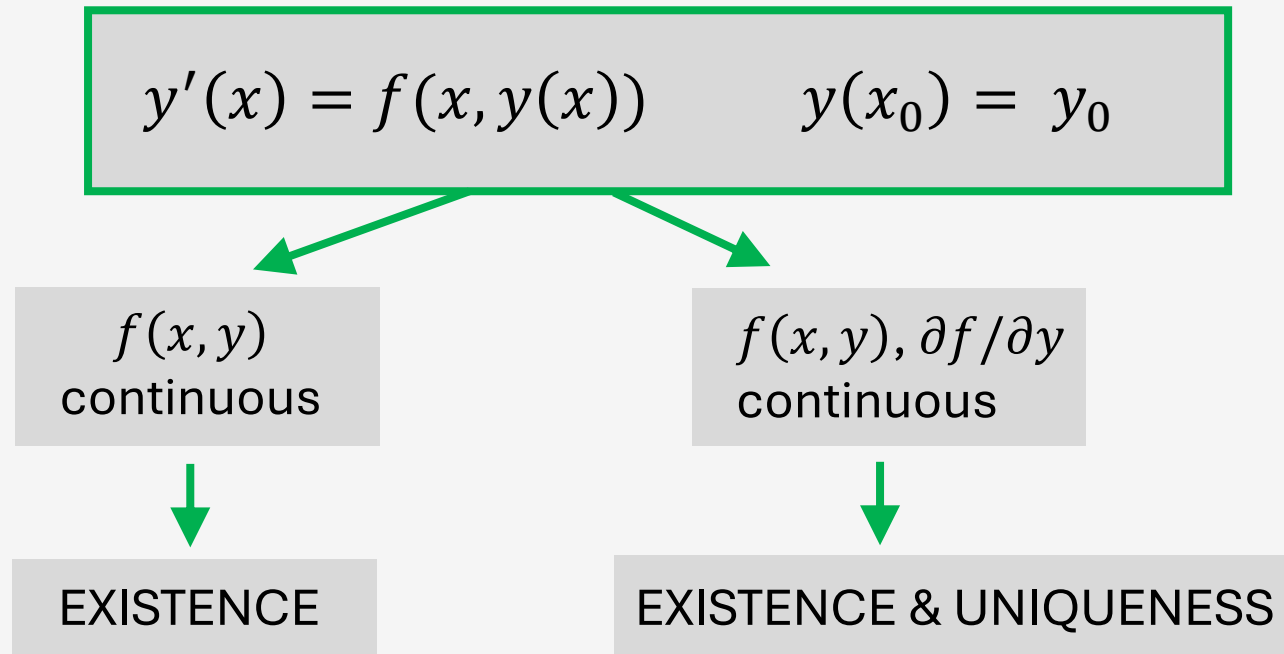 y′(x) = f(x, y(x))   y(x₀) = y₀
f(x, y)
continuous
f(x, y), ∂f/∂y
continuous
EXISTENCE
EXISTENCE & UNIQUENESS